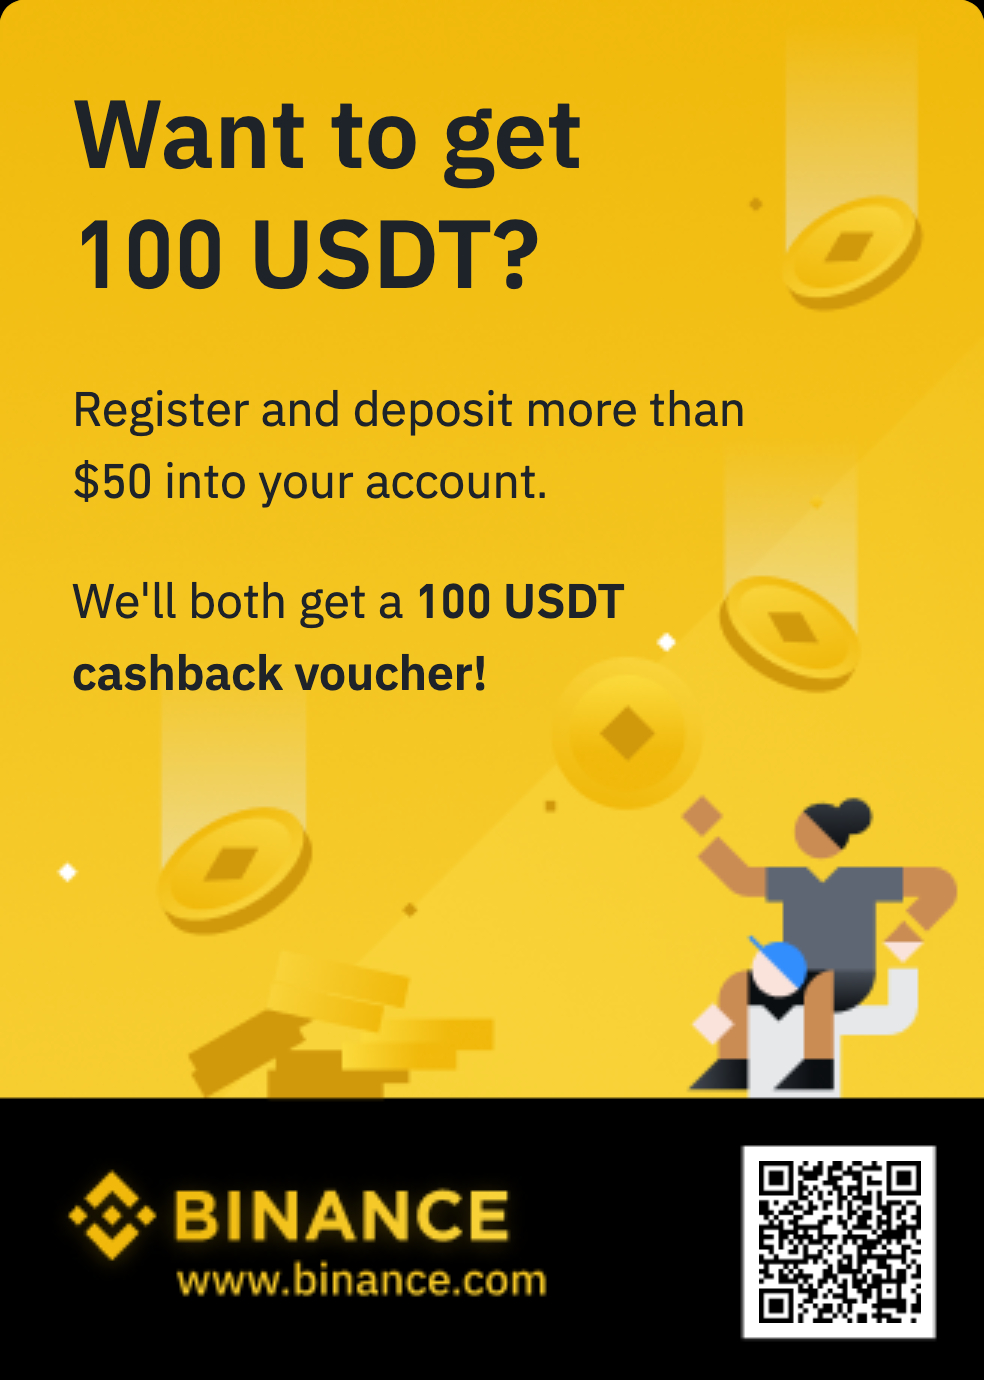 Want to get
100 USDT?
Register and deposit more than
$50 into your account.
We'll both get a 100 USDT
cashback voucher!
BINANCE
www.binance.com